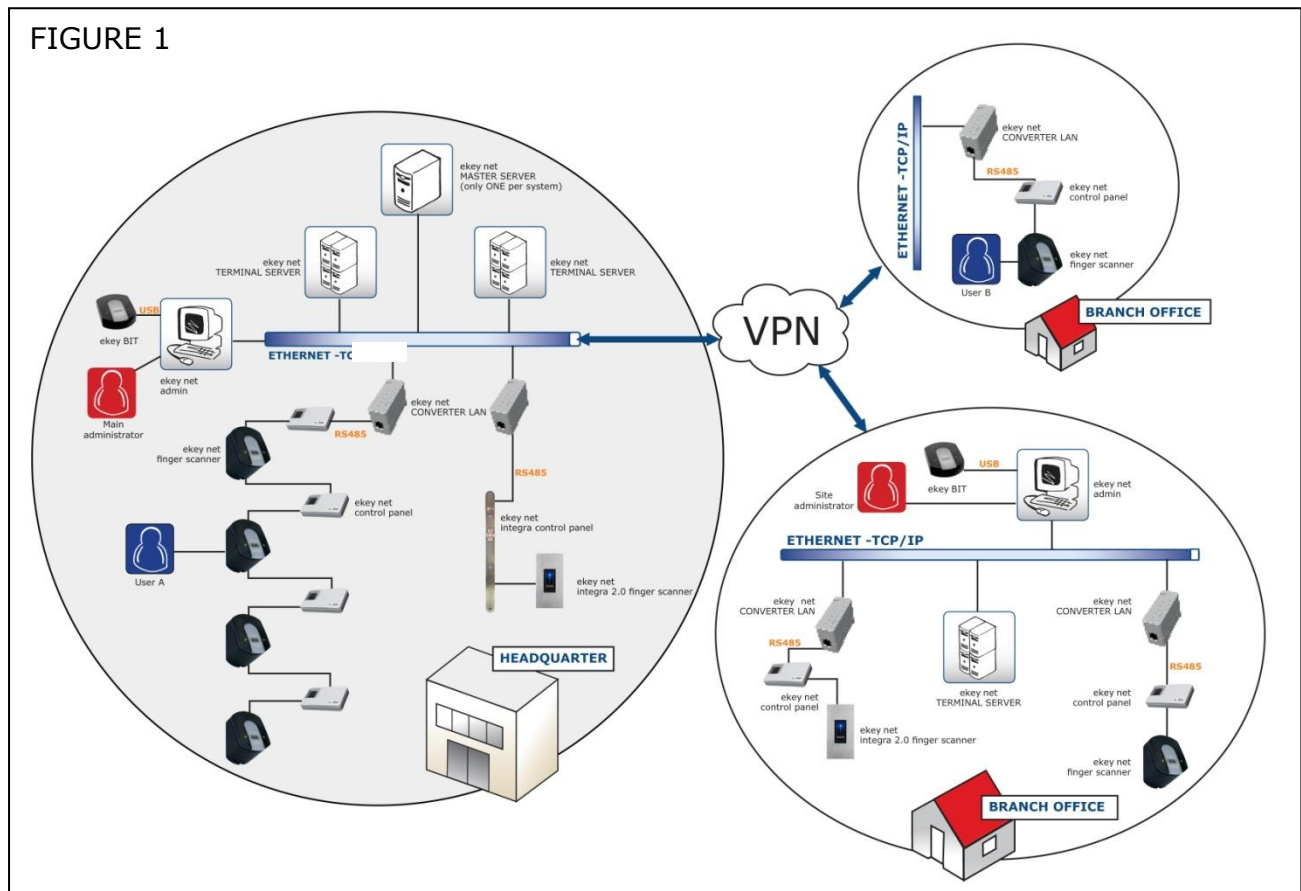 FIGURE 1
ekey net
MASTER SERVER
(only ONE per system)
ekey net
TERMINAL SERVER
ekey net
TERMINAL SERVER
USB
ekey BIT
ETHERNET -TC
ekey net
admin
Main
administrator
ekey net
CONVERTER LAN
RS485
ekey net
finger scanner
RS485
ekey net
control panel
ekey net
integra control panel
User A
ekey net
integra 2.0 finger scanner
HEADQUARTER
VPN
ETHERNET -TCP/IP
ekey net
CONVERTER LAN
RS485
ekey net
control panel
ekey net
finger scanner
User B
BRANCH OFFICE
USB
ekey BIT
Site
administrator
ekey net
admin
ETHERNET -TCP/IP
ekey net
CONVERTER LAN
ekey net
CONVERTER LAN
RS485
RS485
ekey net
control panel
ekey net
TERMINAL SERVER
ekey net
control panel
ekey net
integra 2.0 finger scanner
ekey net
finger scanner
BRANCH OFFICE